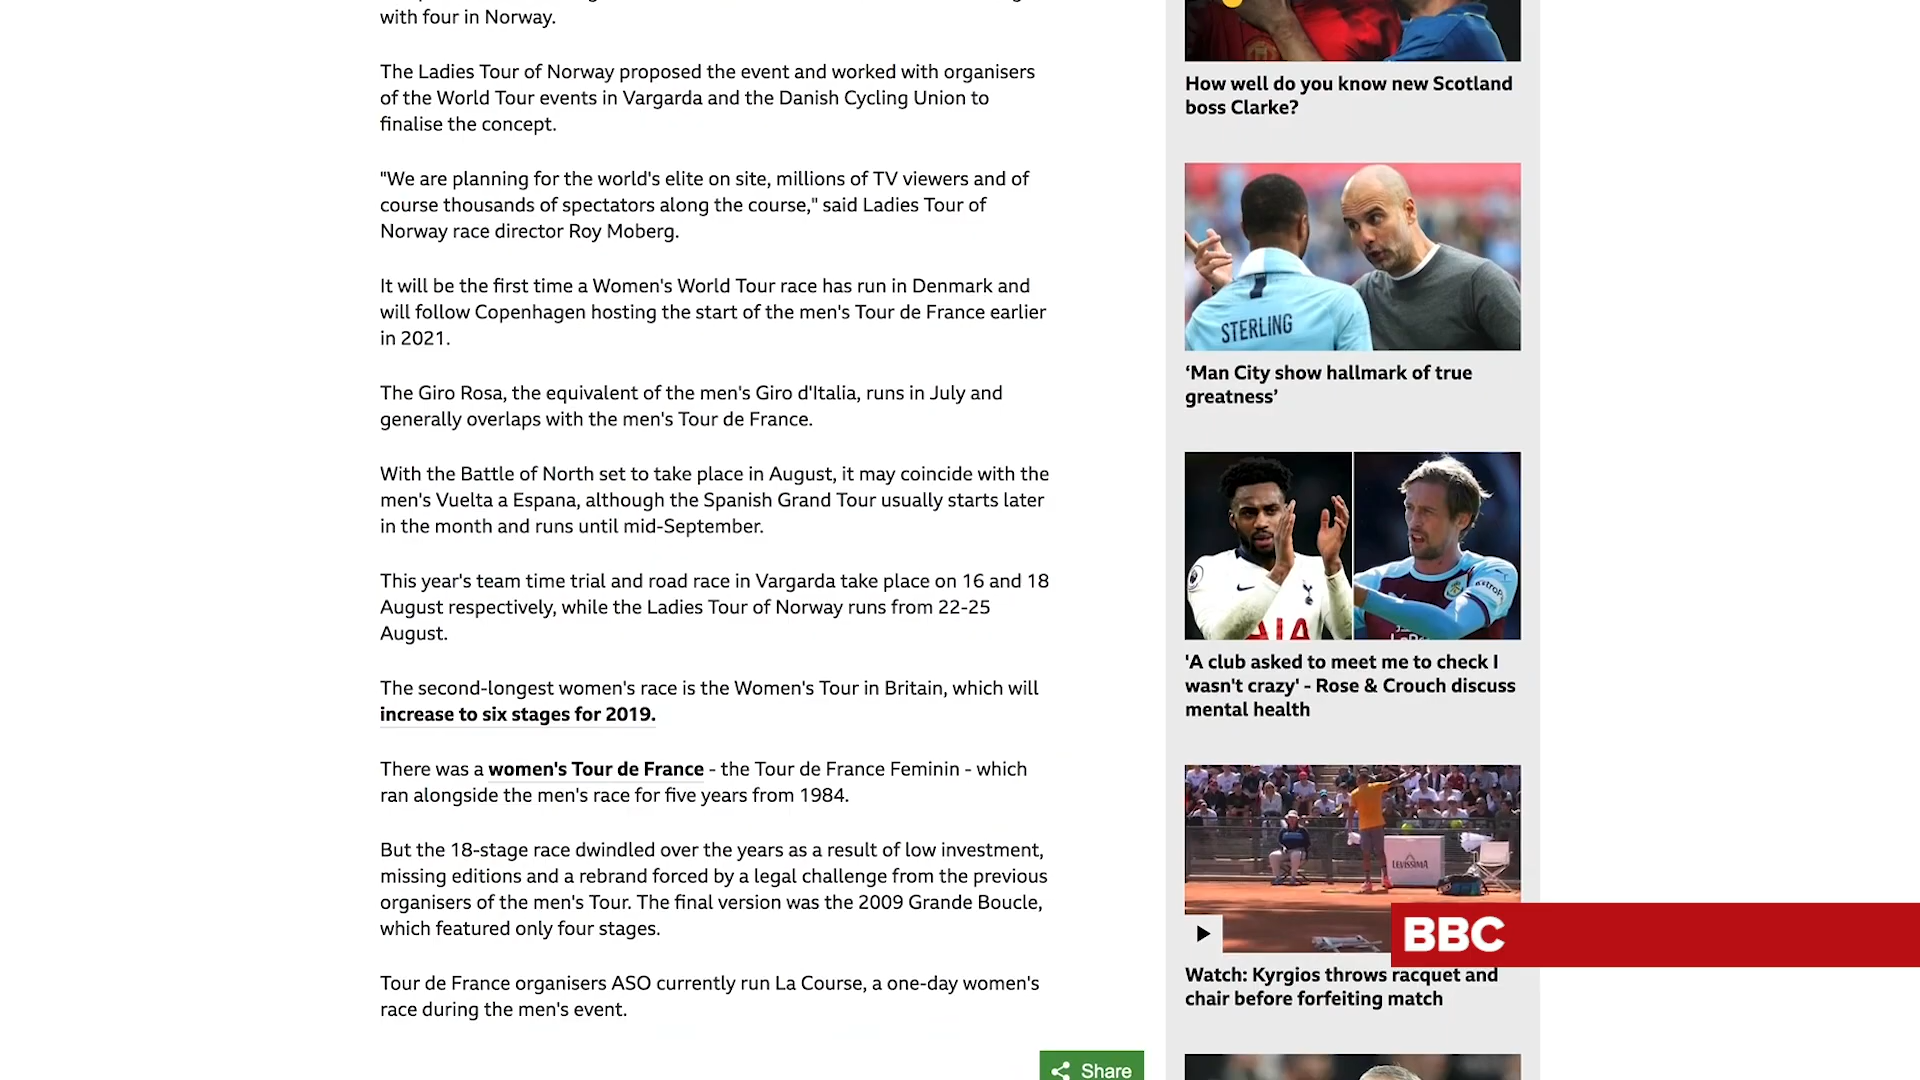 with four in Norway.
The Ladies Tour of Norway proposed the event and worked with organisers
of the World Tour events in Vargarda and the Danish Cycling Union to
finalise the concept.
"We are planning for the world's elite on site, millions of TV viewers and of
course thousands of spectators along the course," said Ladies Tour of
Norway race director Roy Moberg.
It will be the first time a Women's World Tour race has run in Denmark and
will follow Copenhagen hosting the start of the men's Tour de France earlier
in 2021.
The Giro Rosa, the equivalent of the men's Giro d'Italia, runs in July and
generally overlaps with the men's Tour de France.
With the Battle of North set to take place in August, it may coincide with the
men's Vuelta a Espana, although the Spanish Grand Tour usually starts later
in the month and runs until mid-September.
This year's team time trial and road race in Vargarda take place on 16 and 18
August respectively, while the Ladies Tour of Norway runs from 22-25
August.
The second-longest women's race is the Women's Tour in Britain, which will
increase to six stages for 2019.
There was a women's Tour de France - the Tour de France Feminin - which
ran alongside the men's race for five years from 1984.
But the 18-stage race dwindled over the years as a result of low investment,
missing editions and a rebrand forced by a legal challenge from the previous
organisers of the men's Tour. The final version was the 2009 Grande Boucle,
which featured only four stages.
Tour de France organisers ASO currently run La Course, a one-day women's
race during the men's event.
Share
How well do you know new Scotland
boss Clarke?
STERLING
‘Man City show hallmark of true
greatness’
AIA
'A club asked to meet me to check I
wasn't crazy' - Rose & Crouch discuss
mental health
LEVISSIMA
BBC
Watch: Kyrgios throws racquet and
chair before forfeiting match